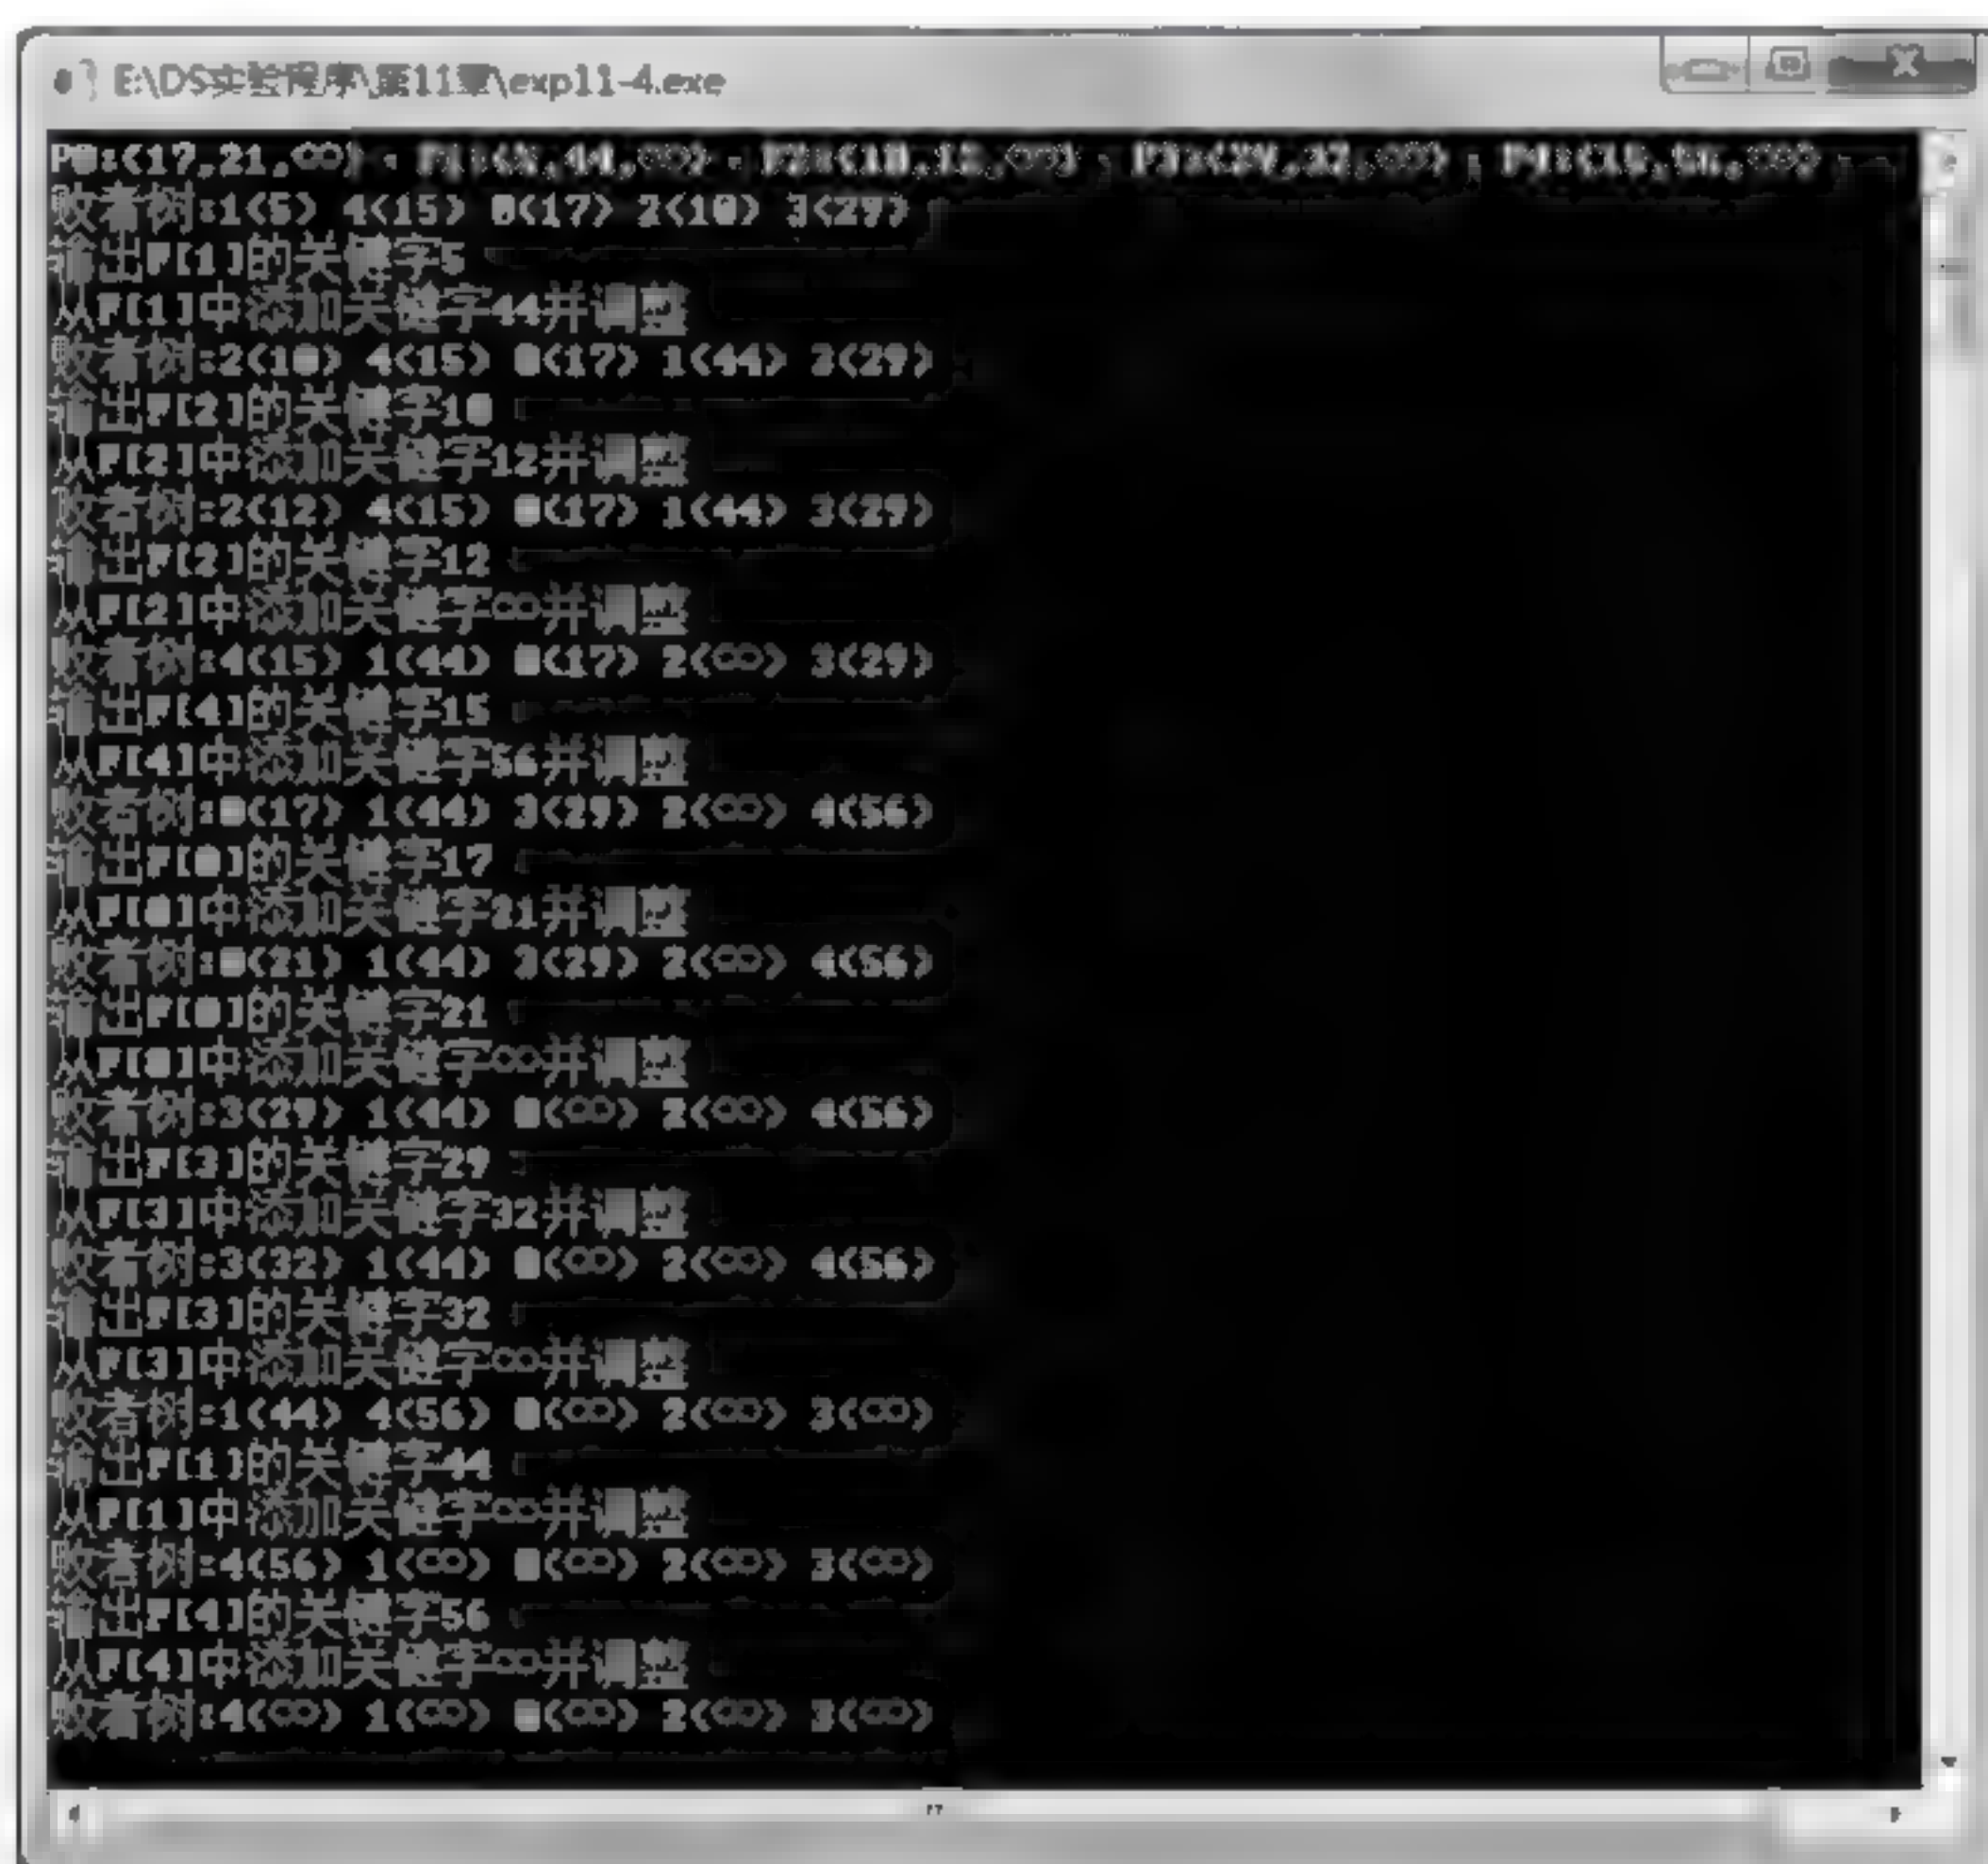 E:\DS实验程序\第11章\exp11-4.exe
F0:(17,21,∞) F1:(5,44,∞) F2:(10,12,∞) F3:(29,32,∞) F4:(15,56,∞)
败者树:1(5) 4(15) 0(17) 2(10) 3(29)
输出F[1]的关键字5
从F[1]中添加关键字44并调整
败者树:2(10) 4(15) 0(17) 1(44) 3(29)
输出F[2]的关键字10
从F[2]中添加关键字12并调整
败者树:2(12) 4(15) 0(17) 1(44) 3(29)
输出F[2]的关键字12
从F[2]中添加关键字∞并调整
败者树:4(15) 1(44) 0(17) 2(∞) 3(29)
输出F[4]的关键字15
从F[4]中添加关键字56并调整
败者树:0(17) 1(44) 3(29) 2(∞) 4(56)
输出F[0]的关键字17
从F[0]中添加关键字21并调整
败者树:0(21) 1(44) 3(29) 2(∞) 4(56)
输出F[0]的关键字21
从F[0]中添加关键字∞并调整
败者树:3(29) 1(44) 0(∞) 2(∞) 4(56)
输出F[3]的关键字29
从F[3]中添加关键字32并调整
败者树:3(32) 1(44) 0(∞) 2(∞) 4(56)
输出F[3]的关键字32
从F[3]中添加关键字∞并调整
败者树:1(44) 4(56) 0(∞) 2(∞) 3(∞)
输出F[1]的关键字44
从F[1]中添加关键字∞并调整
败者树:4(56) 1(∞) 0(∞) 2(∞) 3(∞)
输出F[4]的关键字56
从F[4]中添加关键字∞并调整
败者树:4(∞) 1(∞) 0(∞) 2(∞) 3(∞)